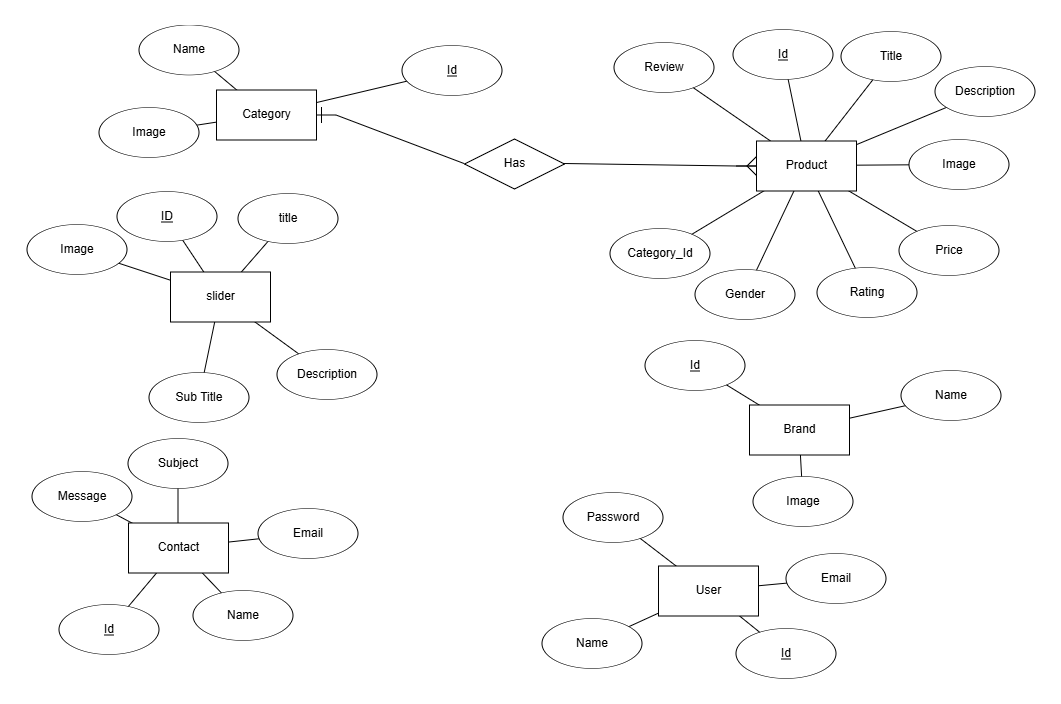 Name
Id
Category
Image
Has
Review
Id
Title
Description
Product
Image
Category_Id
Gender
Rating
Price
ID
title
Image
slider
Sub Title
Description
Id
Name
Brand
Image
Subject
Message
Email
Contact
Id
Name
Password
Email
User
Name
Id